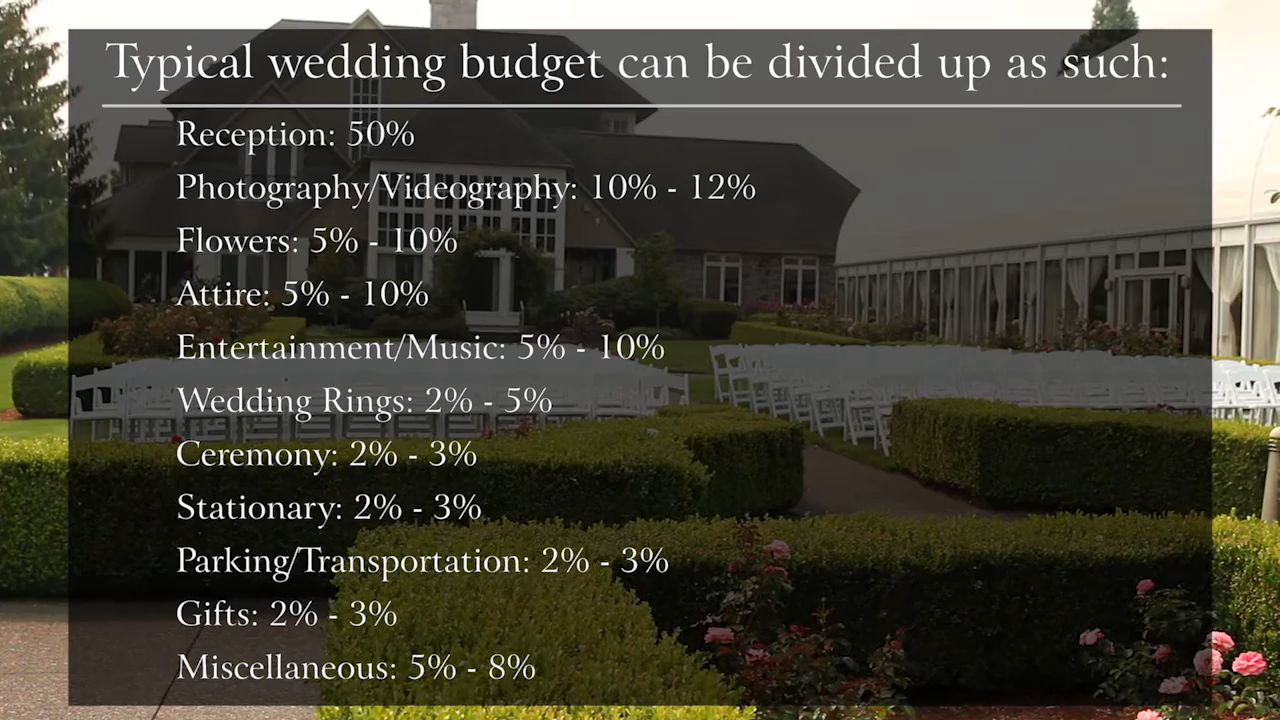 Typical wedding budget can be divided up as such:
Reception: 50%
Photography/Videography: 10% - 12%
Flowers: 5% - 10%
Attire: 5% - 10%
Entertainment/Music: 5% - 10%
Wedding Rings: 2% - 5%
Ceremony: 2% - 3%
Stationary: 2% - 3%
Parking/Transportation: 2% - 3%
Gifts: 2% - 3%
Miscellaneous: 5% - 8%